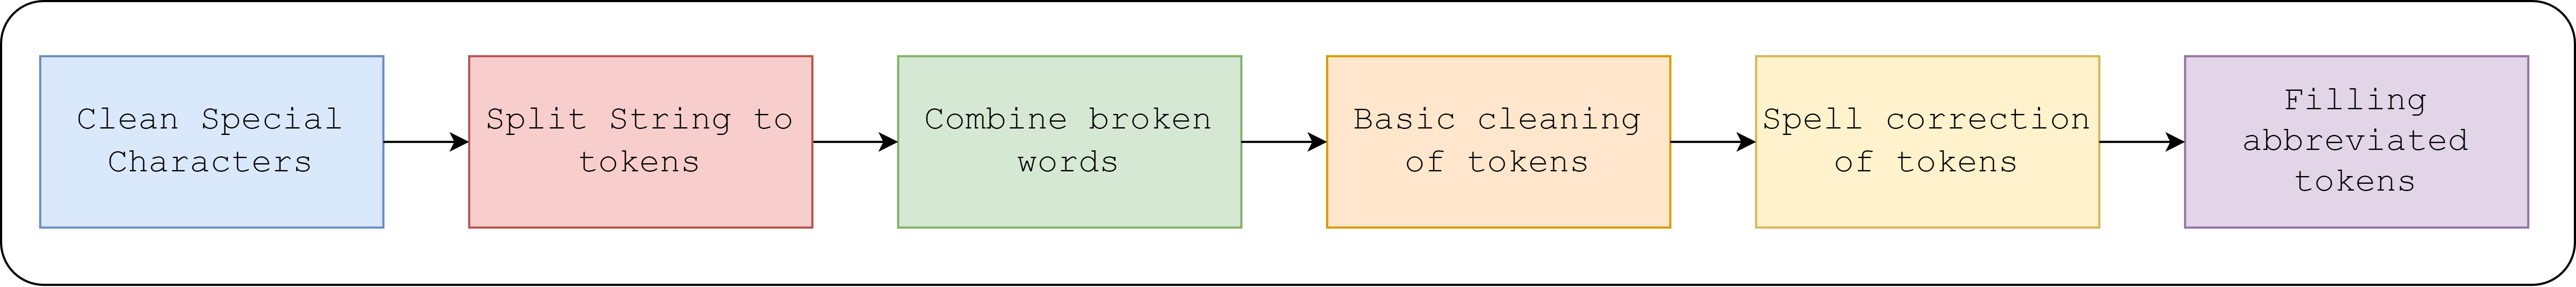 Clean Special
Characters
Split String to
tokens
Combine broken
words
Basic cleaning
of tokens
Spell correction
of tokens
Filling
abbreviated
tokens